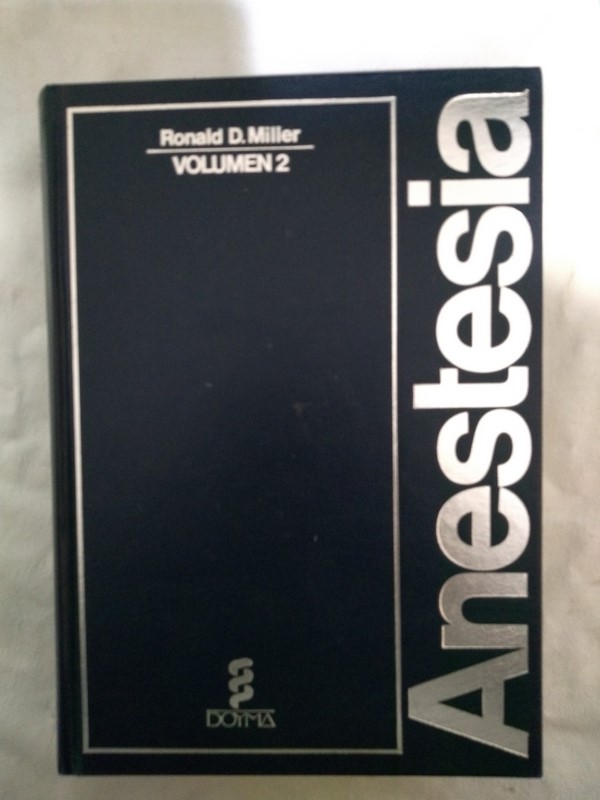 Ronald D. Miller
VOLUMEN 2
Anestesia
DOYMA